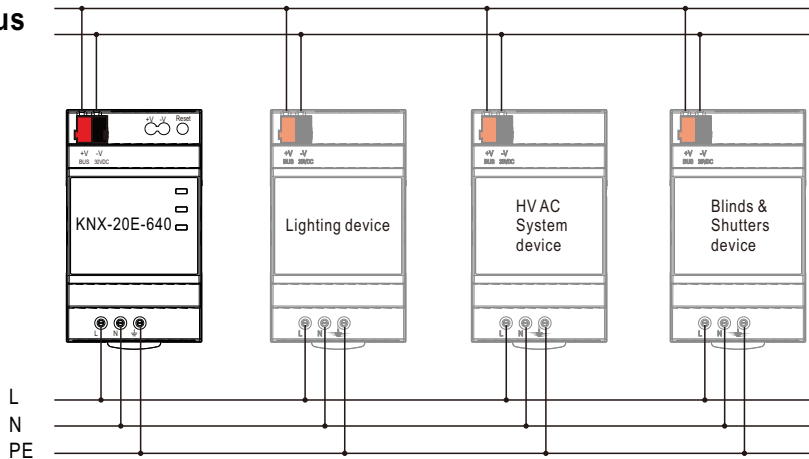 us
+V -V Reset
+V -V
BUS 30VDC
KNX-20E-640
L N
+V -V
BUS 30VDC
Lighting device
L N
+V -V
BUS 30VDC
HV AC
System
device
L N
+V -V
BUS 30VDC
Blinds &
Shutters
device
L N
L
N
PE